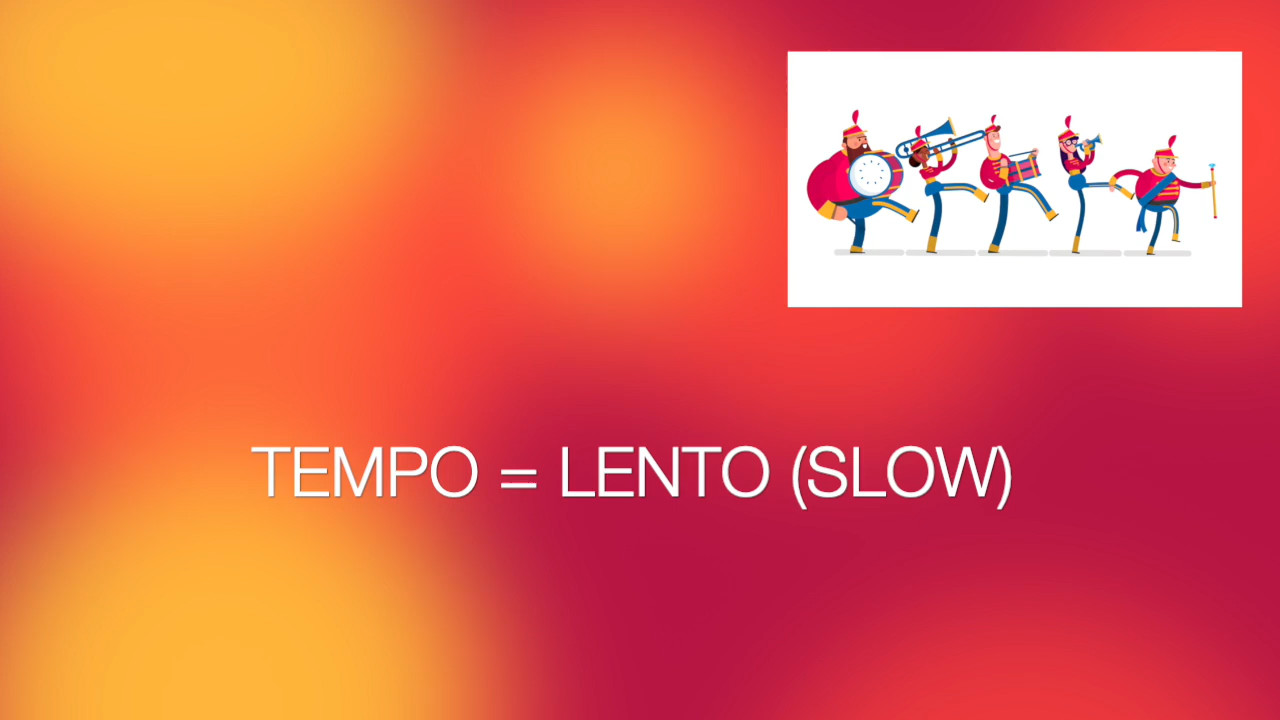 TEMPO = LENTO (SLOW)